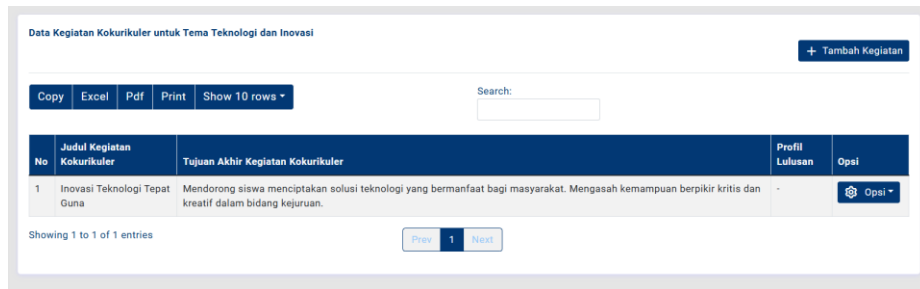 Data Kegiatan Kokurikuler untuk Tema Teknologi dan Inovasi
+ Tambah Kegiatan
Copy Excel Pdf Print Show 10 rows
Search:
No Judul Kegiatan Kokurikuler Tujuan Akhir Kegiatan Kokurikuler Profil Lulusan Opsi
1 Inovasi Teknologi Tepat Guna Mendorong siswa menciptakan solusi teknologi yang bermanfaat bagi masyarakat. Mengasah kemampuan berpikir kritis dan kreatif dalam bidang kejuruan. - Opsi
Showing 1 to 1 of 1 entries
Prev 1 Next